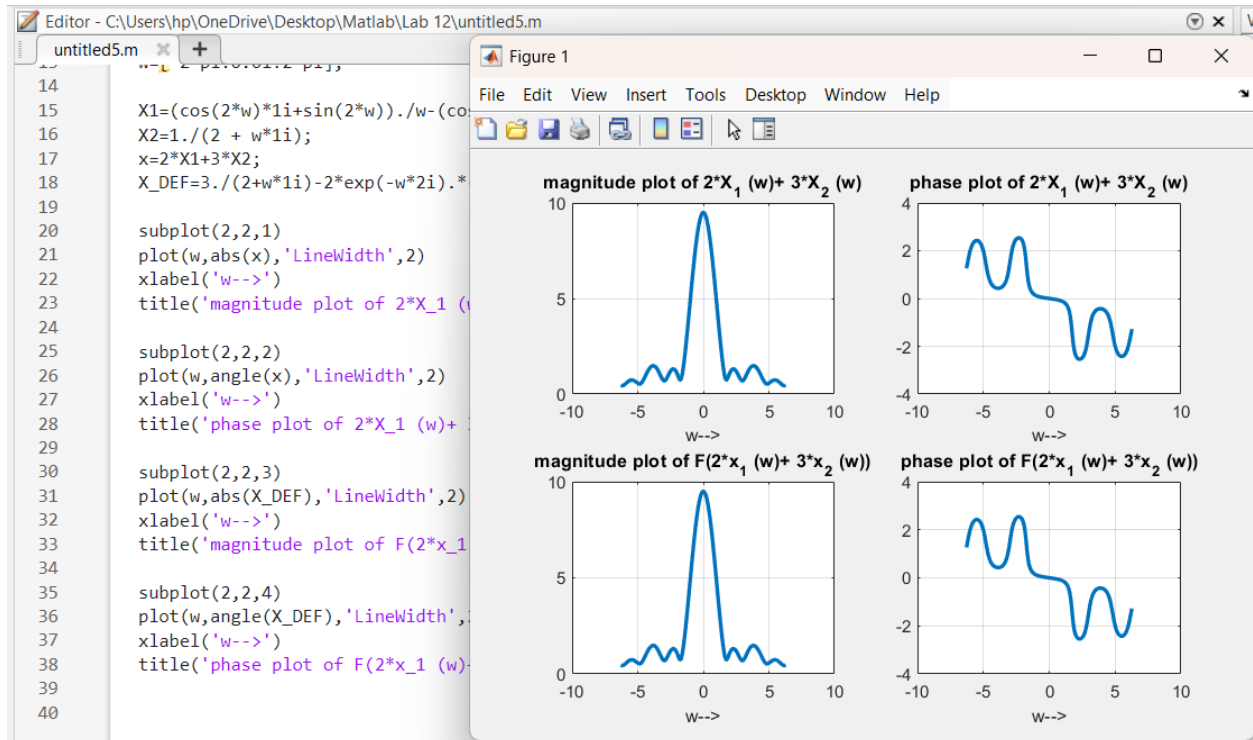 Editor - C:\Users\hp\OneDrive\Desktop\Matlab\Lab 12\untitled5.m
untitled5.m
14
15 X1=(cos(2*w)*1i+sin(2*w))./w-(cos
16 X2=1./(2 + w*1i);
17 x=2*X1+3*X2;
18 X_DEF=3./(2+w*1i)-2*exp(-w*2i).*
19
20 subplot(2,2,1)
21 plot(w,abs(x),'LineWidth',2)
22 xlabel('w-->')
23 title('magnitude plot of 2*X_1 (w
24
25 subplot(2,2,2)
26 plot(w,angle(x),'LineWidth',2)
27 xlabel('w-->')
28 title('phase plot of 2*X_1 (w)+
29
30 subplot(2,2,3)
31 plot(w,abs(X_DEF),'LineWidth',2)
32 xlabel('w-->')
33 title('magnitude plot of F(2*x_1
34
35 subplot(2,2,4)
36 plot(w,angle(X_DEF),'LineWidth',
37 xlabel('w-->')
38 title('phase plot of F(2*x_1 (w)
39
40
Figure 1
File Edit View Insert Tools Desktop Window Help
magnitude plot of 2*X1 (w)+ 3*X2 (w)
10
5
0
-10 -5 0 5 10
w-->
phase plot of 2*X1 (w)+ 3*X2 (w)
4
2
0
-2
-4
-10 -5 0 5 10
w-->
magnitude plot of F(2*x1 (w)+ 3*x2 (w))
10
5
0
-10 -5 0 5 10
w-->
phase plot of F(2*x1 (w)+ 3*x2 (w))
4
2
0
-2
-4
-10 -5 0 5 10
w-->